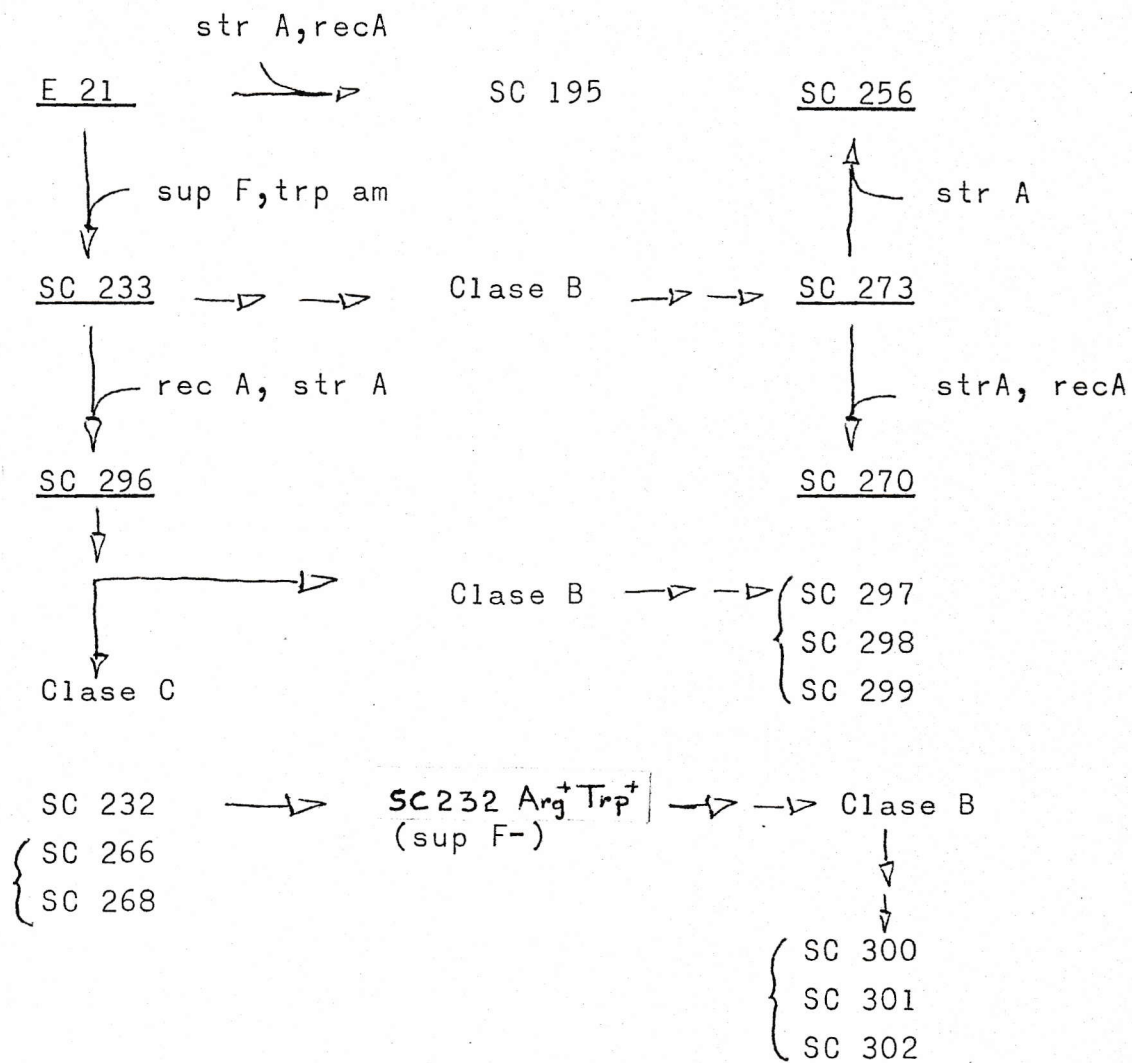 str A,recA
E 21 SC 195 SC 256
sup F,trp am str A
SC 233 Clase B SC 273
rec A, str A strA, recA
SC 296 SC 270
Clase B SC 297
SC 298
Clase C SC 299
SC 232 SC232 Arg⁺Trp⁺ Clase B
SC 266 (sup F-)
SC 268
SC 300
SC 301
SC 302